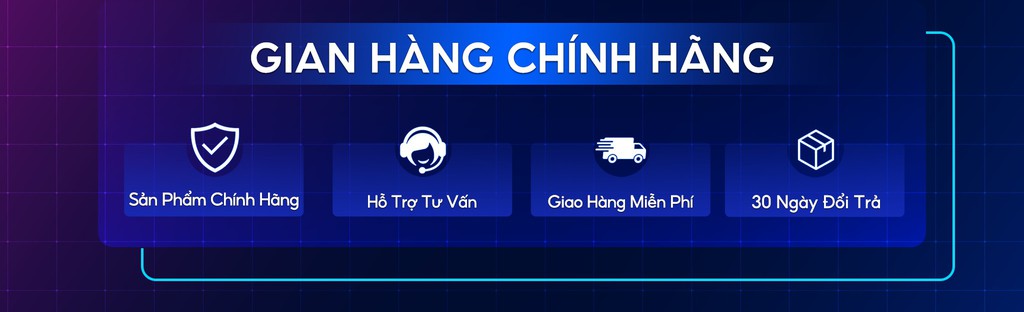 GIAN HÀNG CHÍNH HÃNG
Sản Phẩm Chính Hãng
Hỗ Trợ Tư Vấn
Giao Hàng Miễn Phí
30 Ngày Đổi Trả